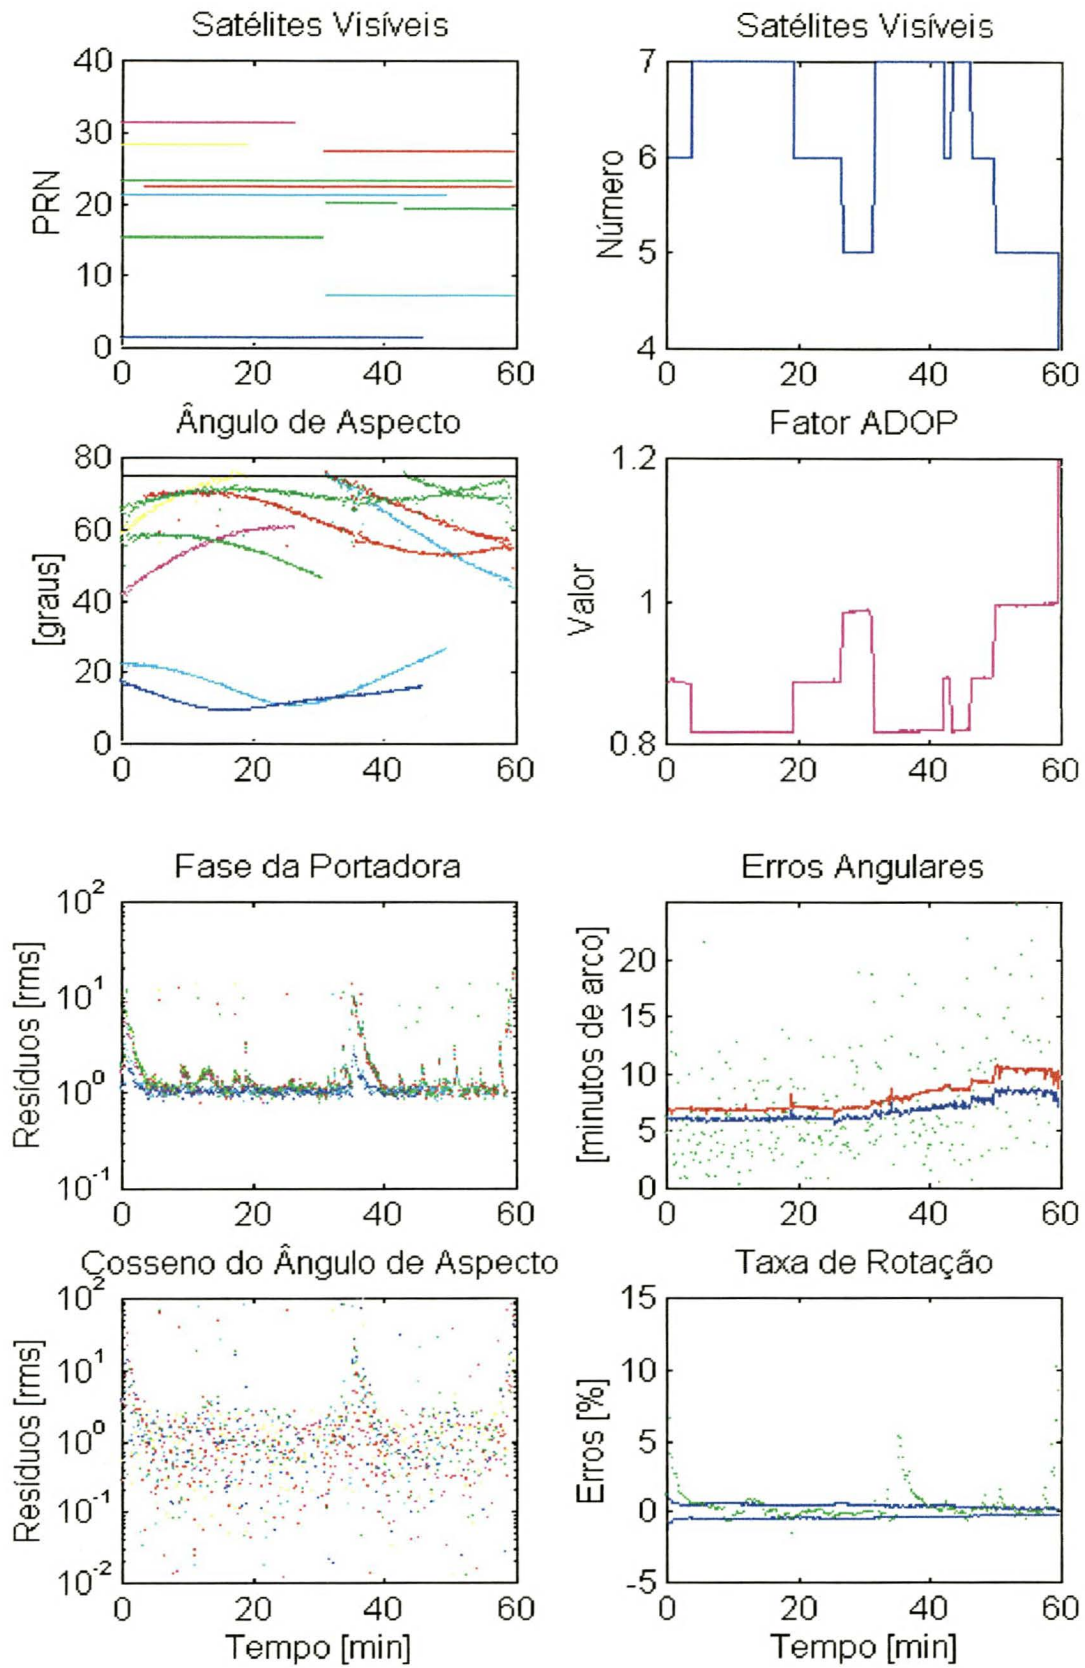 Satélites Visíveis
PRN
40
30
20
10
0
0 20 40 60
Satélites Visíveis
Número
7
6
5
4
0 20 40 60
Ângulo de Aspecto
[graus]
80
60
40
20
0
0 20 40 60
Fator ADOP
Valor
1.2
1
0.8
0 20 40 60
Fase da Portadora
Resíduos [rms]
10²
10¹
10⁰
10⁻¹
0 20 40 60
Erros Angulares
[minutos de arco]
20
15
10
5
0
0 20 40 60
Cosseno do Ângulo de Aspecto
Resíduos [rms]
10²
10¹
10⁰
10⁻¹
10⁻²
0 20 40 60
Tempo [min]
Taxa de Rotação
Erros [%]
15
10
5
0
-5
0 20 40 60
Tempo [min]